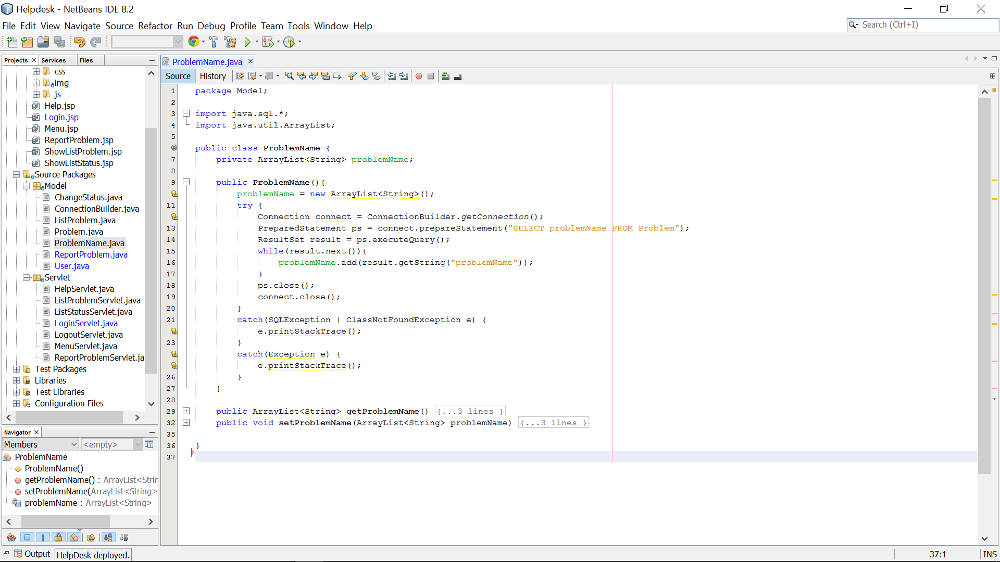 Helpdesk - NetBeans IDE 8.2
File Edit View Navigate Source Refactor Run Debug Profile Team Tools Window Help
Search (Ctrl+I)
Projects Services Files
css
img
js
Help.jsp
Login.jsp
Menu.jsp
ReportProblem.jsp
ShowListProblem.jsp
ShowListStatus.jsp
Source Packages
Model
ChangeStatus.java
ConnectionBuilder.java
ListProblem.java
Problem.java
ProblemName.java
ReportProblem.java
User.java
Servlet
HelpServlet.java
ListProblemServlet.java
ListStatusServlet.java
LoginServlet.java
LogoutServlet.java
MenuServlet.java
ReportProblemServlet.ja
Test Packages
Libraries
Test Libraries
Configuration Files
Navigator
Members <empty>
ProblemName
ProblemName()
getProblemName() : ArrayList<Strin
setProblemName(ArrayList<String>
problemName : ArrayList<String>
ProblemName.java
Source History
1 package Model;
2
3 import java.sql.*;
4 import java.util.ArrayList;
5
public class ProblemName {
7 private ArrayList<String> problemName;
8
9 public ProblemName(){
problemName = new ArrayList<String>();
11 try {
Connection connect = ConnectionBuilder.getConnection();
13 PreparedStatement ps = connect.prepareStatement("SELECT problemName FROM Problem");
14 ResultSet result = ps.executeQuery();
15 while(result.next()){
16 problemName.add(result.getString("problemName"));
17 }
18 ps.close();
19 connect.close();
20 }
21 catch(SQLException | ClassNotFoundException e) {
e.printStackTrace();
23 }
catch(Exception e) {
e.printStackTrace();
26 }
27 }
28
29 public ArrayList<String> getProblemName() {...3 lines }
32 public void setProblemName(ArrayList<String> problemName) {...3 lines }
35
36 }
37
Output HelpDesk deployed. 37:1 INS